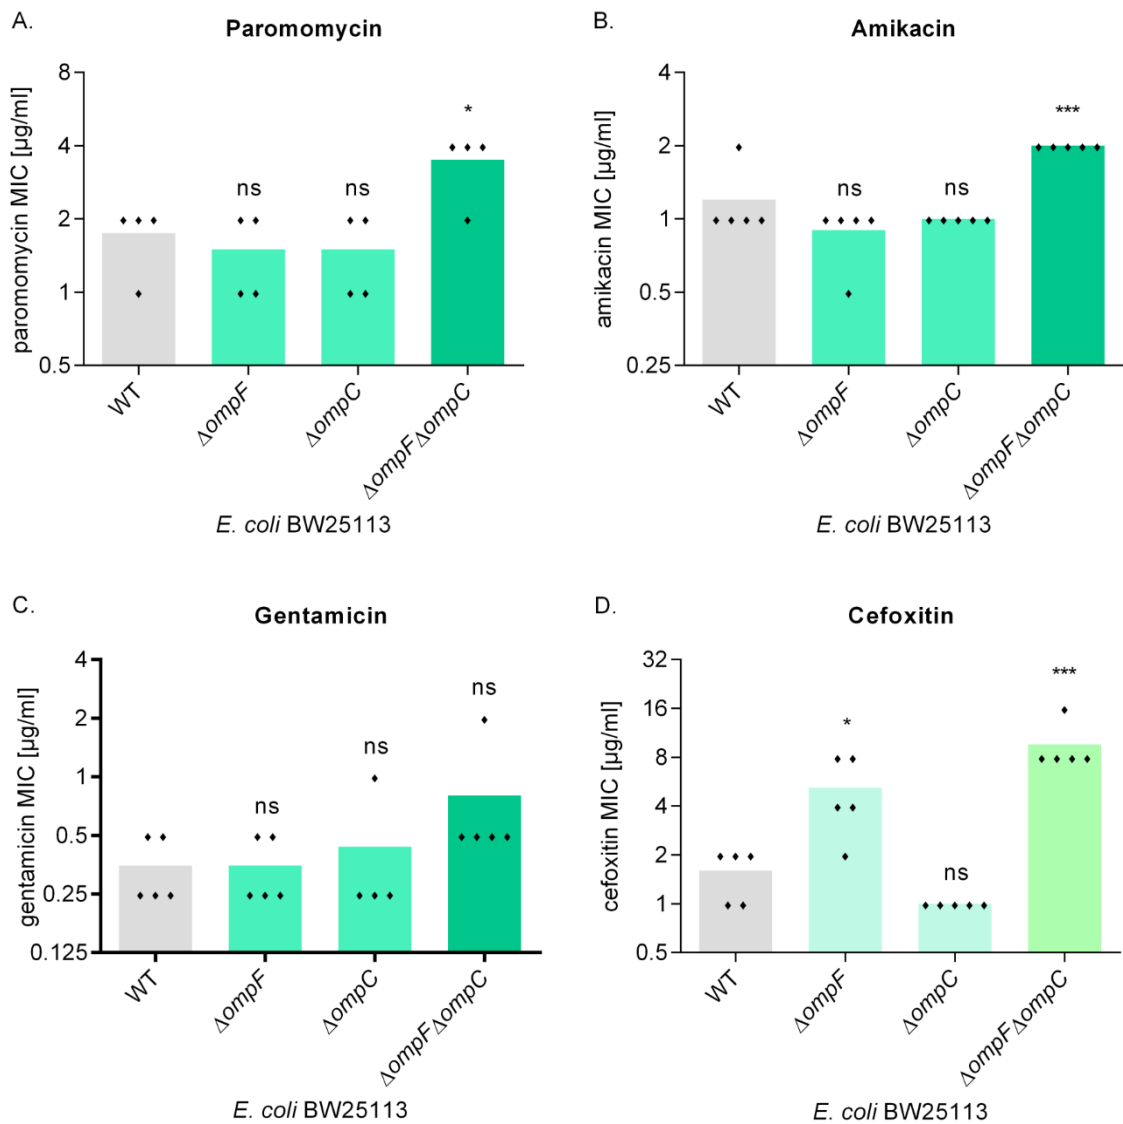 A.
Paromomycin
paromomycin MIC [µg/ml]
8
4
2
1
0.5
ns
ns
*
WT
ΔompF
ΔompC
ΔompFΔompC
E. coli BW25113
B.
Amikacin
amikacin MIC [µg/ml]
4
2
1
0.5
0.25
ns
ns
***
WT
ΔompF
ΔompC
ΔompFΔompC
E. coli BW25113
C.
Gentamicin
gentamicin MIC [µg/ml]
4
2
1
0.5
0.25
0.125
ns
ns
ns
WT
ΔompF
ΔompC
ΔompFΔompC
E. coli BW25113
D.
Cefoxitin
cefoxitin MIC [µg/ml]
32
16
8
4
2
1
0.5
*
ns
***
WT
ΔompF
ΔompC
ΔompFΔompC
E. coli BW25113